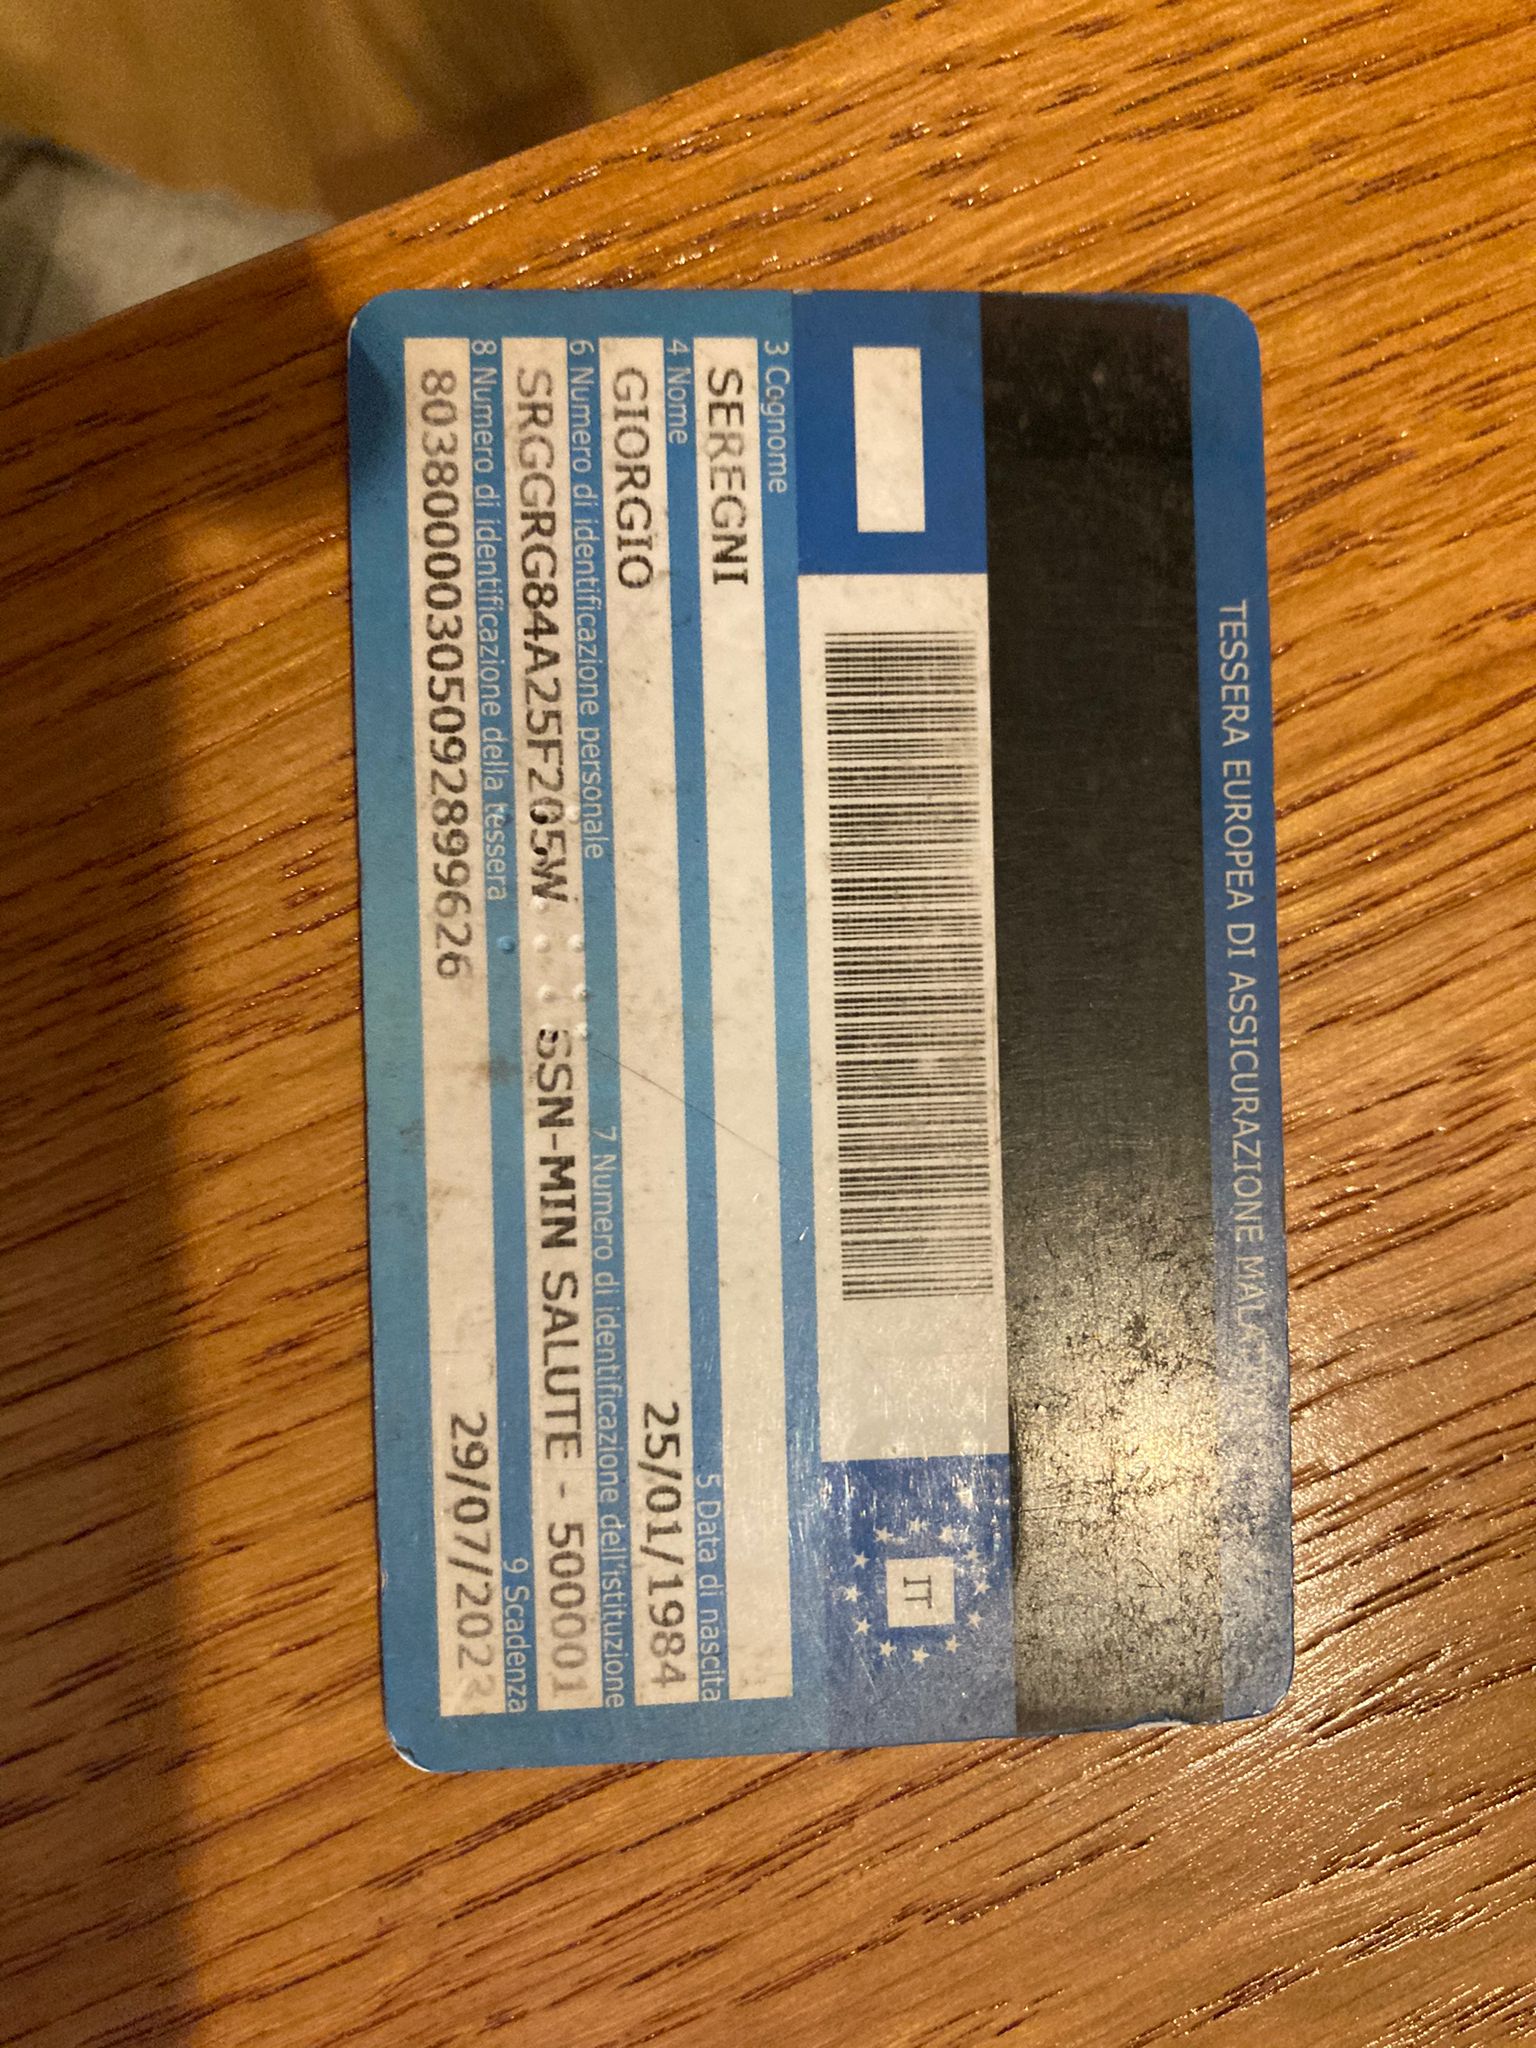 TESSERA EUROPEA DI ASSICURAZIONE
IT
3 Cognome
SEREGNI
4 Nome 5 Data di nascita
GIORGIO 25/01/1984
6 Numero di identificazione personale 7 Numero di identificazione dell'istituzione
SRGGRG84A25F205W SSN-MIN SALUTE - 500001
8 Numero di identificazione della tessera 9 Scadenza
80380000305092899626